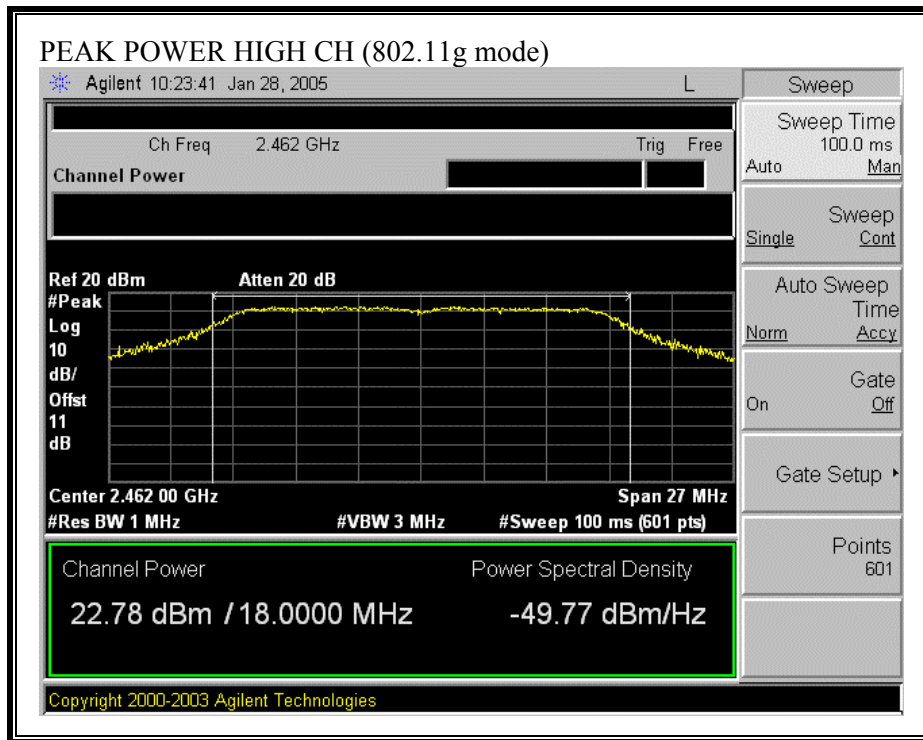 PEAK POWER HIGH CH (802.11g mode)
Agilent 10:23:41 Jan 28, 2005 L
Sweep
Ch Freq 2.462 GHz Trig Free
Channel Power
Sweep Time
100.0 ms
Auto Man
Sweep
Single Cont
Ref 20 dBm Atten 20 dB
#Peak
Log
10
dB/
Offst
11
dB
Auto Sweep
Time
Norm Accy
Gate
On Off
Center 2.462 00 GHz Span 27 MHz
#Res BW 1 MHz #VBW 3 MHz #Sweep 100 ms (601 pts)
Gate Setup
Channel Power Power Spectral Density
22.78 dBm / 18.0000 MHz -49.77 dBm/Hz
Points
601
Copyright 2000-2003 Agilent Technologies